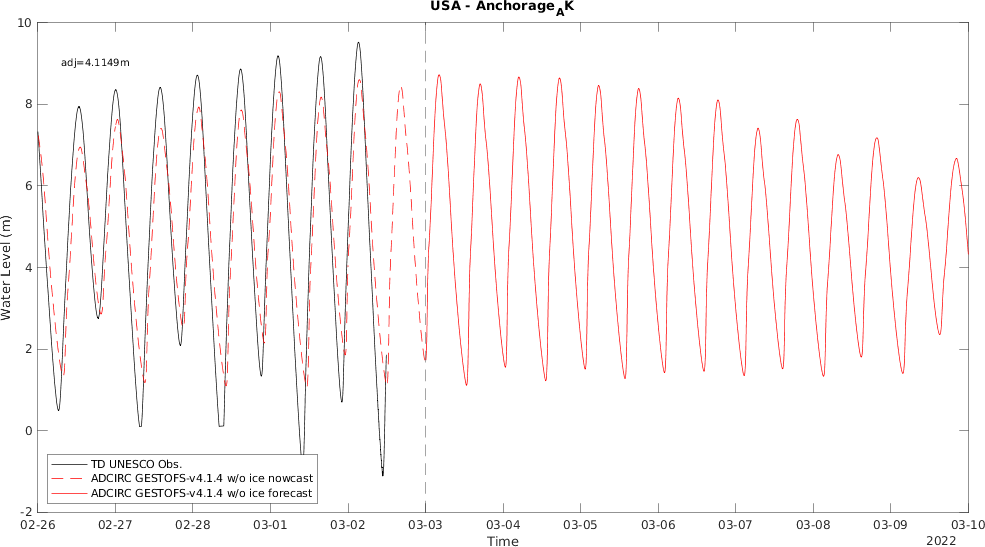 USA - Anchorage_AK
adj=4.1149m
10
8
6
4
2
0
-2
Water Level (m)
TD UNESCO Obs.
ADCIRC GESTOFS-v4.1.4 w/o ice nowcast
ADCIRC GESTOFS-v4.1.4 w/o ice forecast
02-26 02-27 02-28 03-01 03-02 03-03 03-04 03-05 03-06 03-07 03-08 03-09 03-10
Time
2022